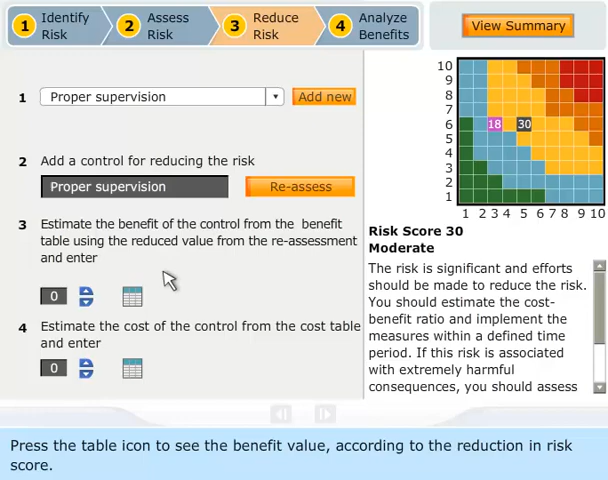 1 Identify Risk
2 Assess Risk
3 Reduce Risk
4 Analyze Benefits
View Summary
1 Proper supervision Add new
2 Add a control for reducing the risk
Proper supervision Re-assess
3 Estimate the benefit of the control from the benefit
table using the reduced value from the re-assessment
and enter
0
4 Estimate the cost of the control from the cost table
and enter
0
10
9
8
7
6 18 30
5
4
3
2
1
1 2 3 4 5 6 7 8 9 10
Risk Score 30
Moderate
The risk is significant and efforts
should be made to reduce the risk.
You should estimate the cost-
benefit ratio and implement the
measures within a defined time
period. If this risk is associated
with extremely harmful
consequences, you should assess
Press the table icon to see the benefit value, according to the reduction in risk
score.